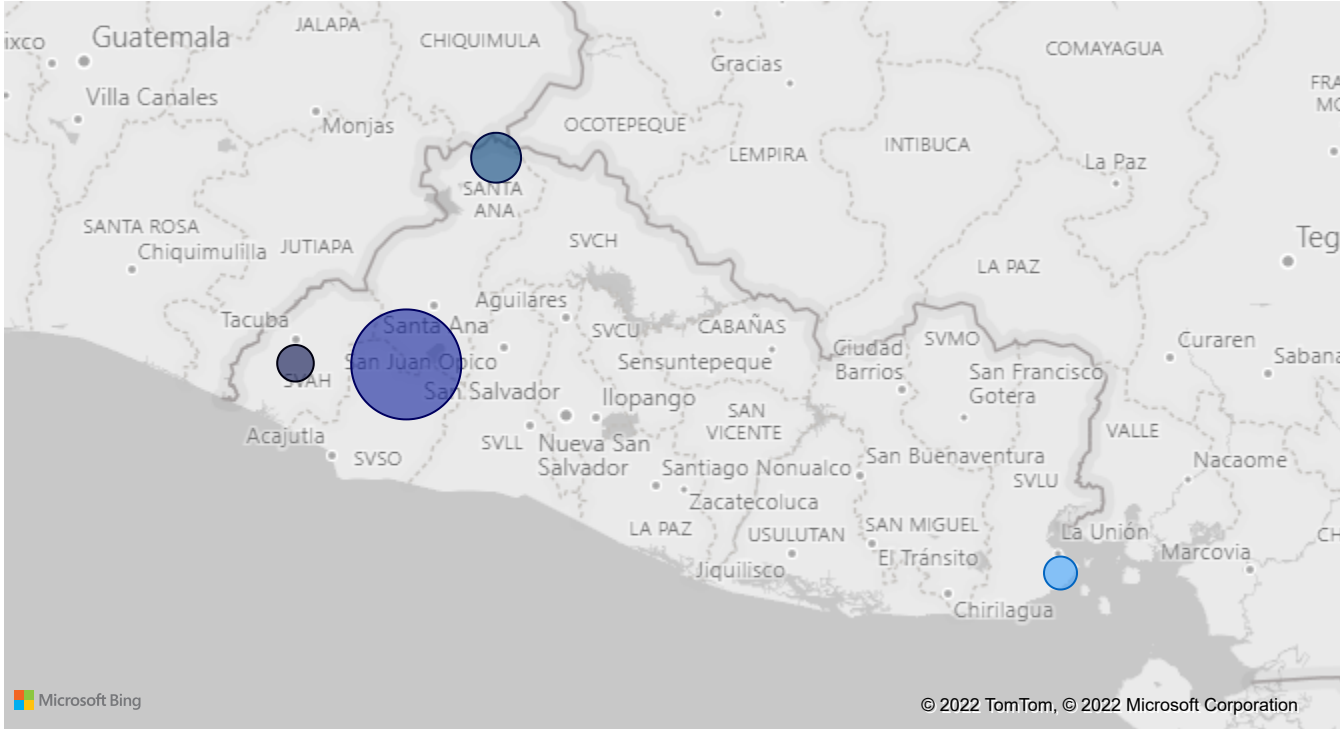 JALAPA
CHIQUIMULA
ixco
Guatemala
COMAYAGUA
Gracias
FRA
MO
Villa Canales
Monjas
OCOTEPEQUE
INTIBUCA
LEMPIRA
La Paz
SANTA
ANA
SANTA ROSA
Chiquimulilla
JUTIAPA
SVCH
Teg
LA PAZ
Aguilares
Tacuba
Santa Ana
SVCU
CABAÑAS
SVMO
Ciudad
Barrios
Curaren
Sabana
San Juan Opico
Sensuntepeque
San Francisco
Gotera
SVAH
San Salvador
Ilopango
SAN
VICENTE
Acajutla
SVSO
SVLL
Nueva San
Salvador
VALLE
San Buenaventura
Nacaome
Santiago Nonualco
SVLU
Zacatecoluca
LA PAZ
USULUTAN
SAN MIGUEL
La Unión
CH
El Tránsito
Marcovia
Jiquilisco
Chirilagua
Microsoft Bing
© 2022 TomTom, © 2022 Microsoft Corporation